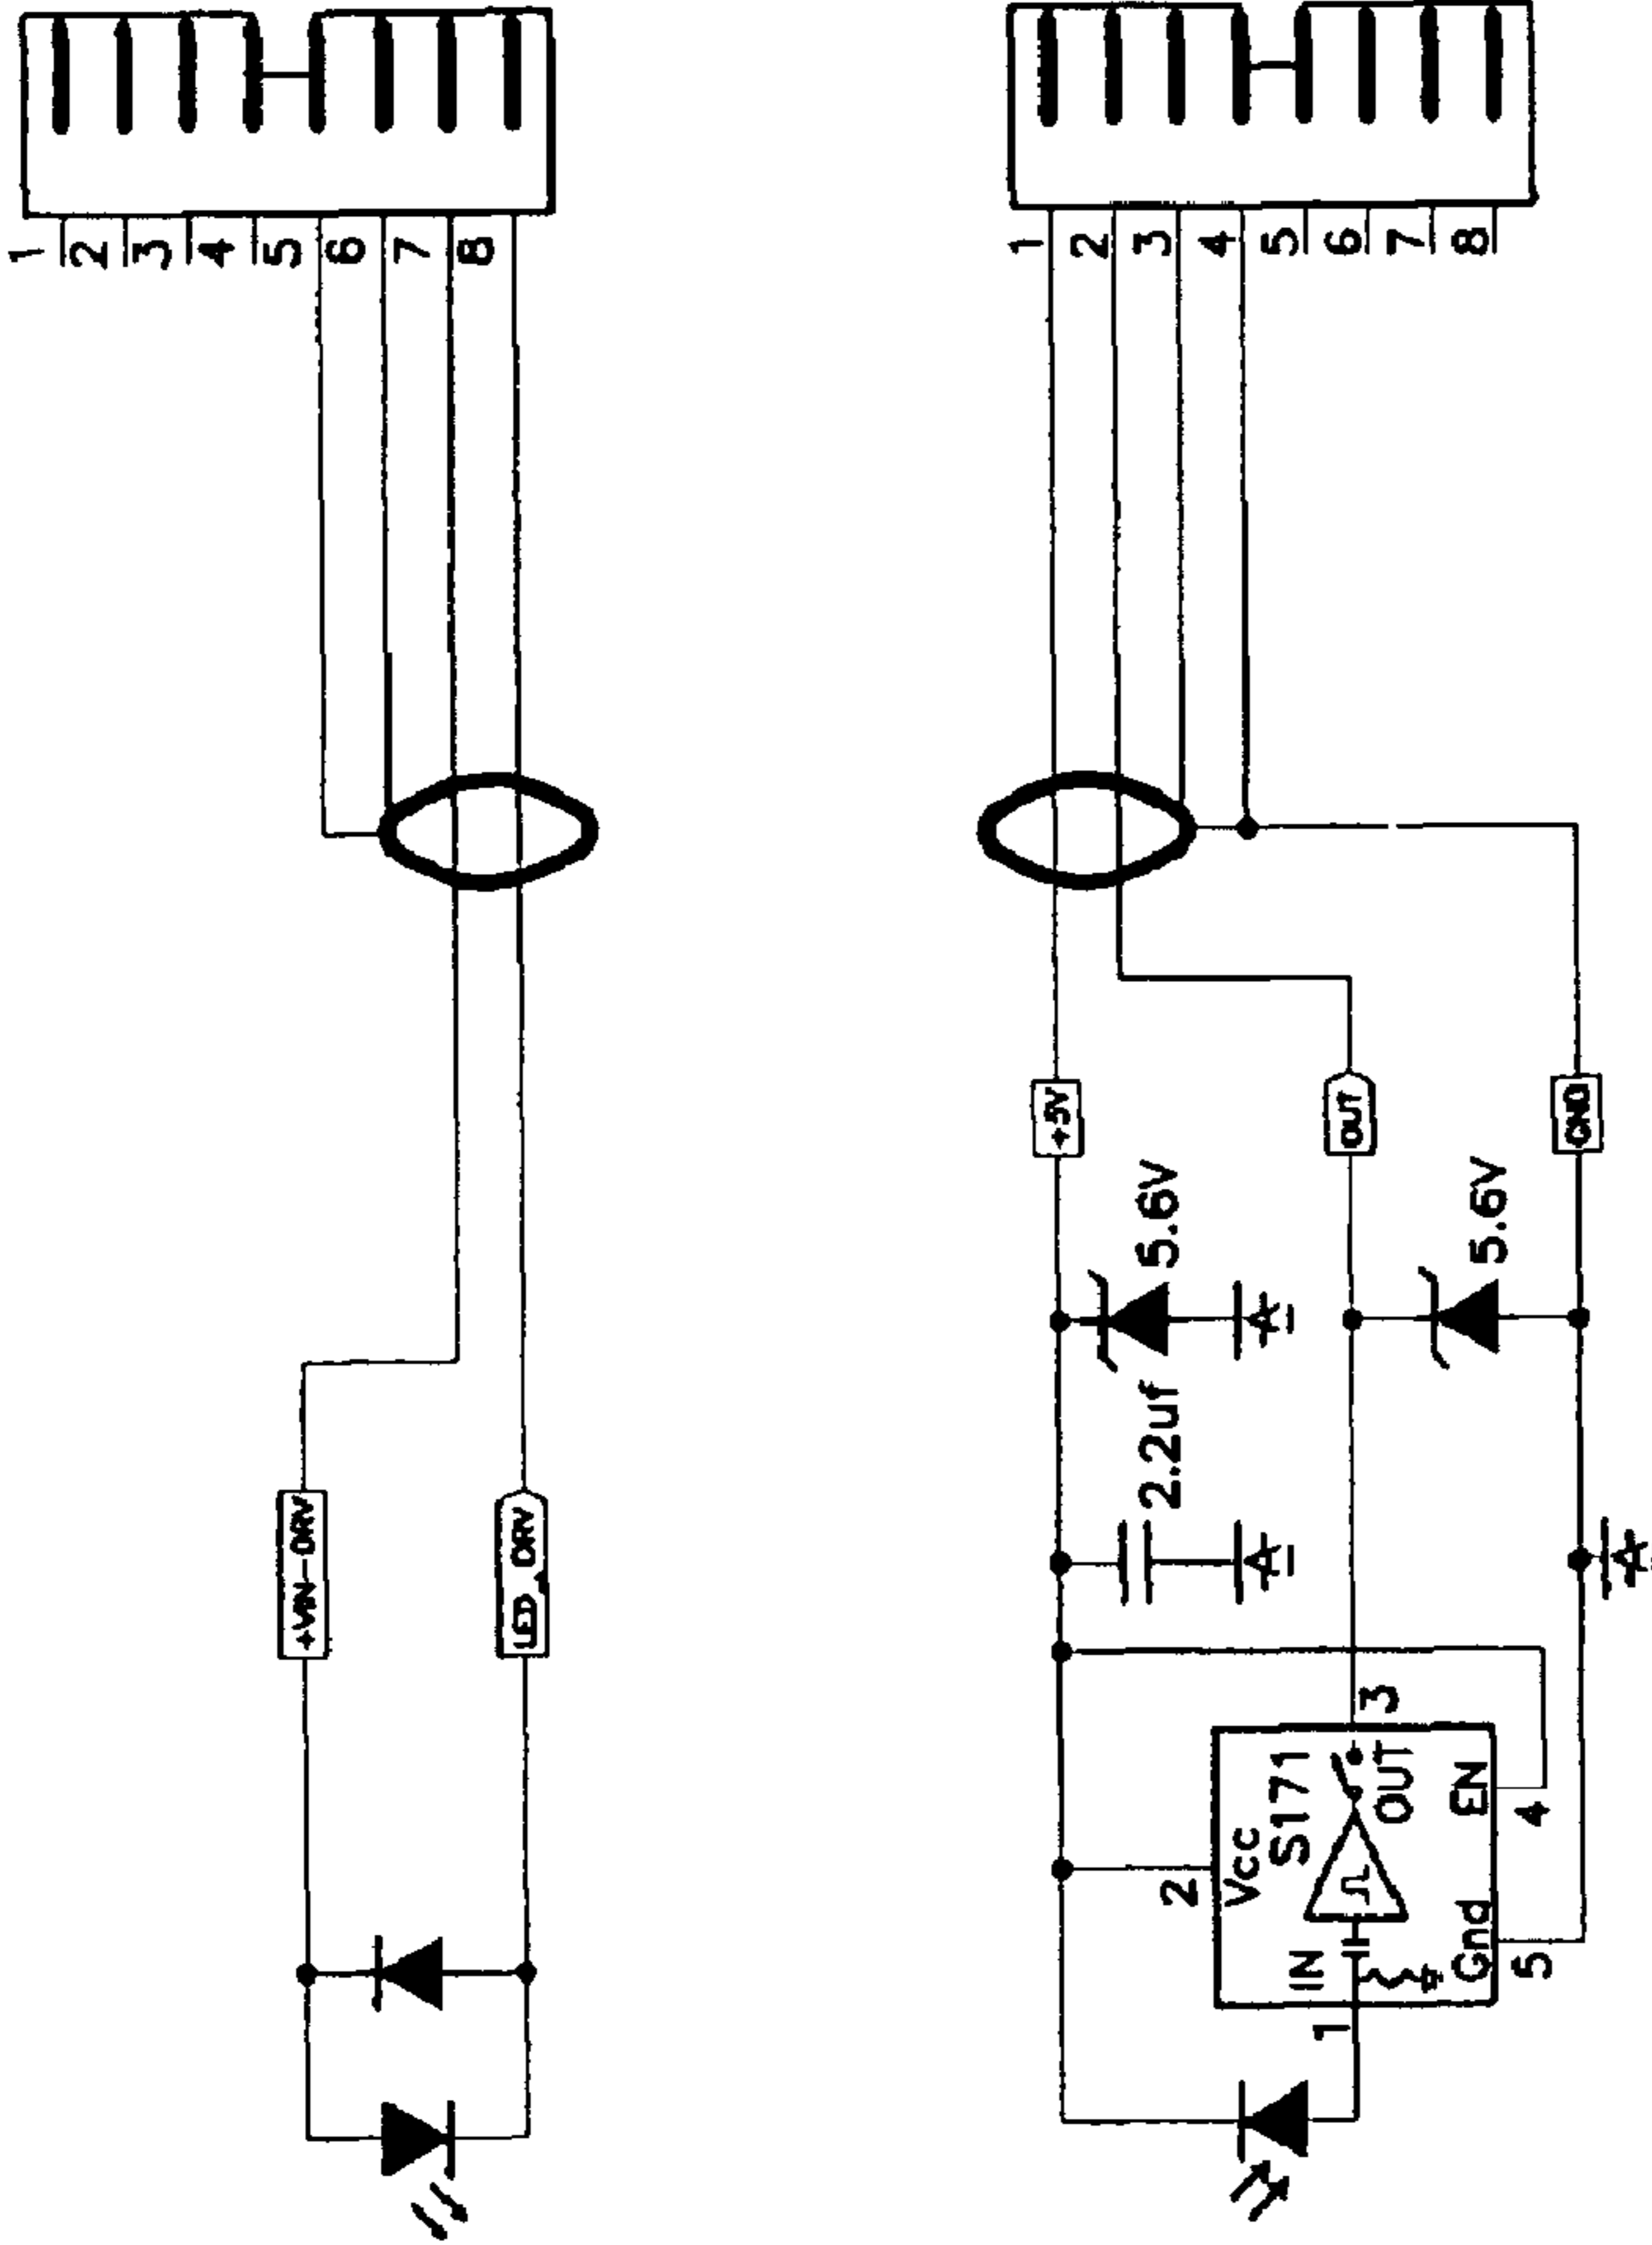 1 2 3 4 5 6 7 8
1 2 3 4 5 6 7 8
+5V
OUT
GND
5.6V
5.6V
2.2uf
+VIN-DRV
LED DRV
3
S171
OUT
EN
4
2
Vcc
IN
Gnd
5
1